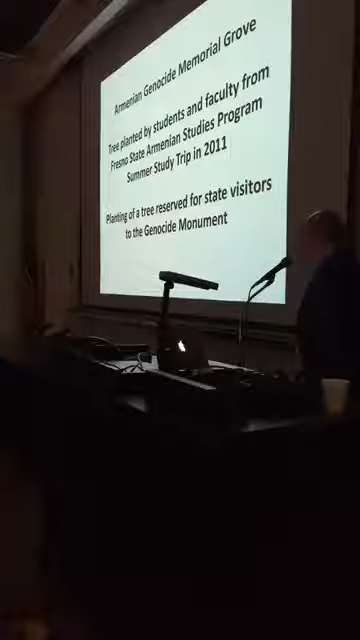 Armenian Genocide Memorial Grove
Tree planted by students and faculty from
Fresno State Armenian Studies Program
Summer Study Trip in 2011
Planting of a tree reserved for state visitors
to the Genocide Monument